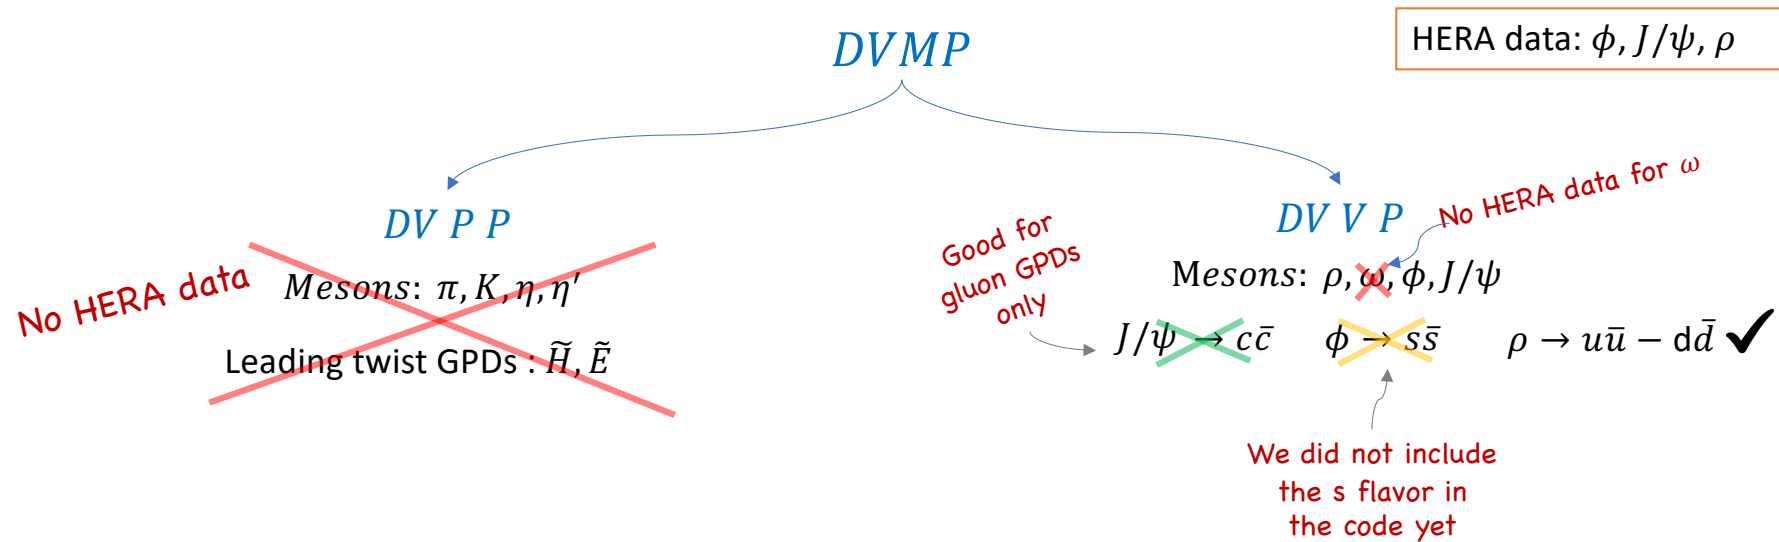 DVMP
HERA data: ϕ, J/ψ, ρ
DV P P
No HERA data
Mesons: π, K, η, η′
Leading twist GPDs : H̃, Ẽ
DV V P
No HERA data for ω
Mesons: ρ, ω, ϕ, J/ψ
Good for
gluon GPDs
only
J/ψ → cc̄ ϕ → ss̄ ρ → uū − dd̄ ✓
We did not include
the s flavor in
the code yet